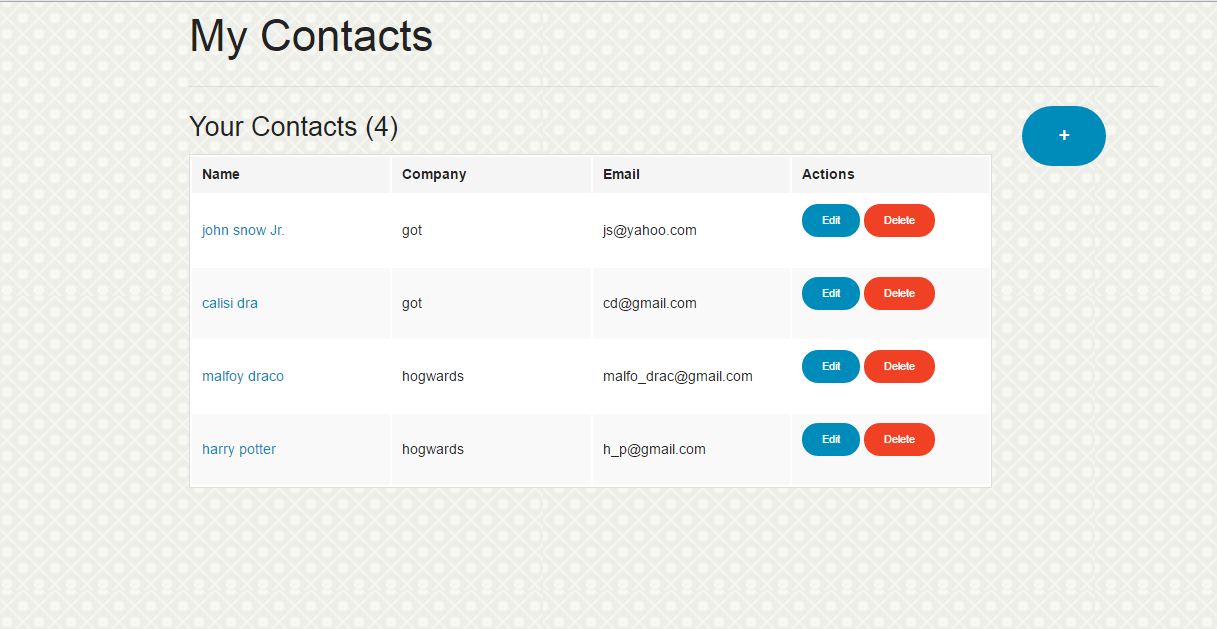 My Contacts
Your Contacts (4)
+
Name Company Email Actions
john snow Jr. got js@yahoo.com Edit Delete
calisi dra got cd@gmail.com Edit Delete
malfoy draco hogwards malfo_drac@gmail.com Edit Delete
harry potter hogwards h_p@gmail.com Edit Delete